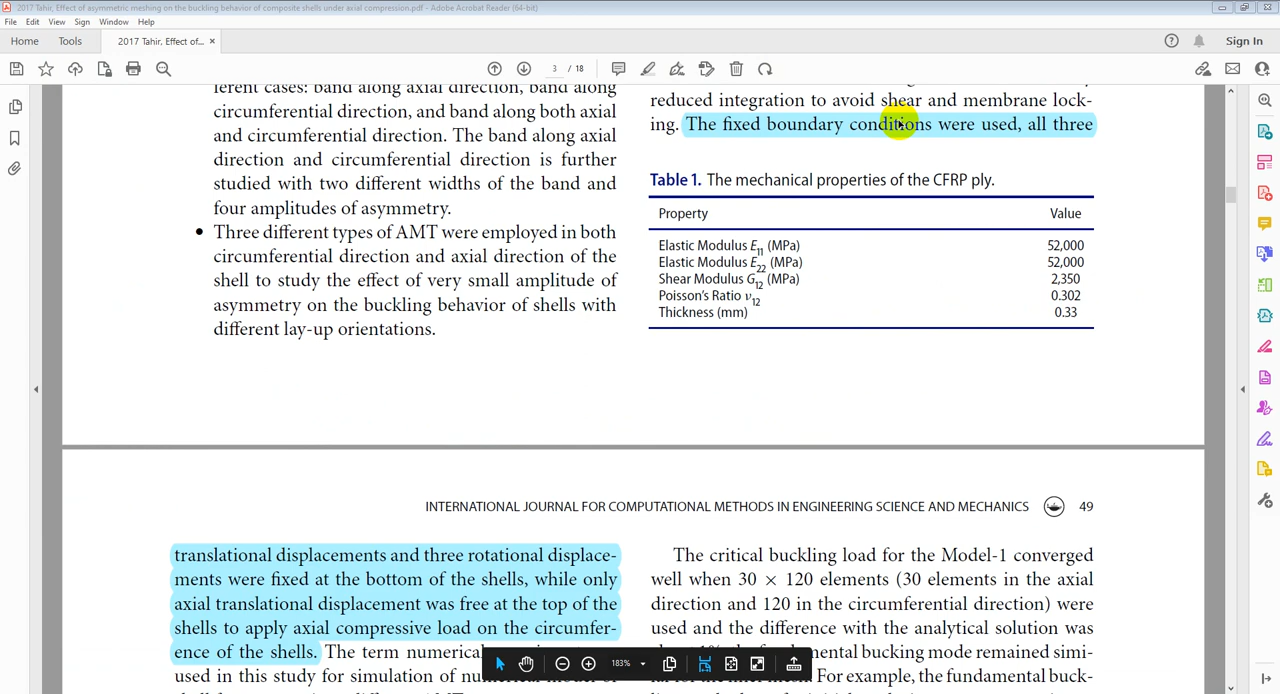 2017 Tahir, Effect of asymmetric meshing on the buckling behavior of composite shells under axial compression.pdf - Adobe Acrobat Reader (64-bit)
File Edit View Sign Window Help
Home Tools 2017 Tahir, Effect of... × Sign In
3 / 18
ferent cases: band along axial direction, band along
circumferential direction, and band along both axial
and circumferential direction. The band along axial
direction and circumferential direction is further
studied with two different widths of the band and
four amplitudes of asymmetry.
• Three different types of AMT were employed in both
circumferential direction and axial direction of the
shell to study the effect of very small amplitude of
asymmetry on the buckling behavior of shells with
different lay-up orientations.
reduced integration to avoid shear and membrane lock-
ing. The fixed boundary conditions were used, all three
Table 1. The mechanical properties of the CFRP ply.
Property Value
Elastic Modulus E11 (MPa) 52,000
Elastic Modulus E22 (MPa) 52,000
Shear Modulus G12 (MPa) 2,350
Poisson's Ratio ν12 0.302
Thickness (mm) 0.33
INTERNATIONAL JOURNAL FOR COMPUTATIONAL METHODS IN ENGINEERING SCIENCE AND MECHANICS 49
translational displacements and three rotational displace-
ments were fixed at the bottom of the shells, while only
axial translational displacement was free at the top of the
shells to apply axial compressive load on the circumfer-
ence of the shells. The term numerical
used in this study for simulation of
The critical buckling load for the Model-1 converged
well when 30 × 120 elements (30 elements in the axial
direction and 120 in the circumferential direction) were
used and the difference with the analytical solution was
bucking mode remained simi-
For example, the fundamental buck-
183%